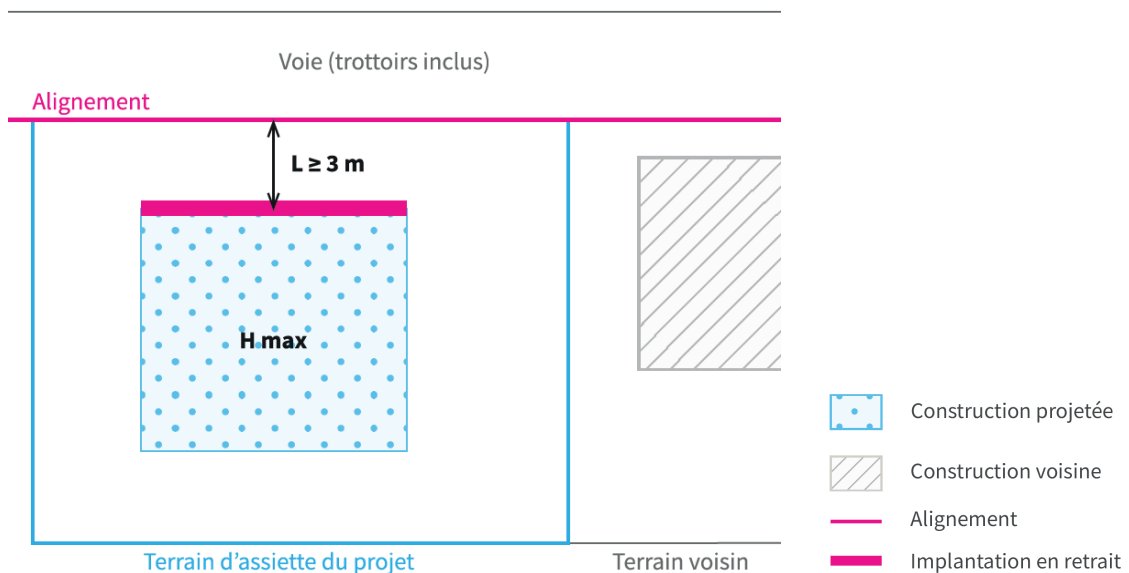 Voie (trottoirs inclus)
Alignement
L ≥ 3 m
H max
Construction projetée
Construction voisine
Alignement
Implantation en retrait
Terrain d’assiette du projet
Terrain voisin